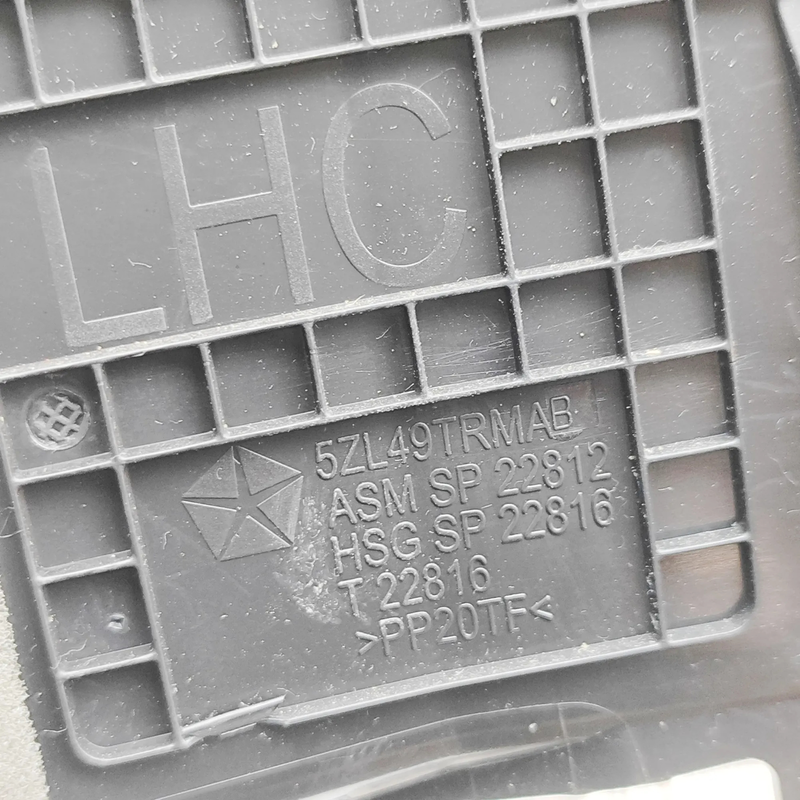 LHC
5ZL49TRMAB
ASM SP 22812
HSG SP 22816
T 22816
>PP20TF<